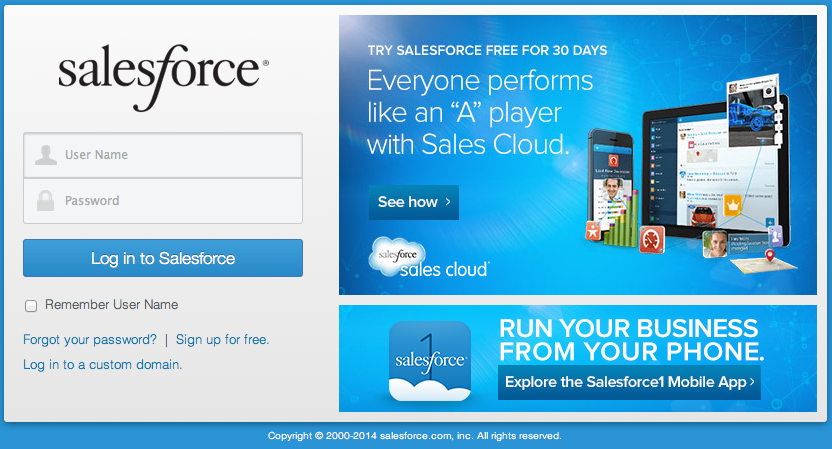 salesforce®
User Name
Password
Log in to Salesforce
Remember User Name
Forgot your password? | Sign up for free.
Log in to a custom domain.
TRY SALESFORCE FREE FOR 30 DAYS
Everyone performs
like an “A” player
with Sales Cloud.
See how ›
salesforce
sales cloud®
1
salesforce
RUN YOUR BUSINESS
FROM YOUR PHONE.
Explore the Salesforce1 Mobile App ›
Copyright © 2000-2014 salesforce.com, inc. All rights reserved.